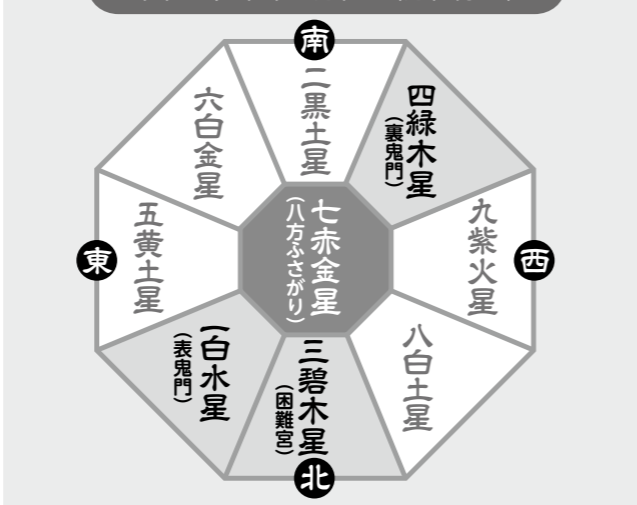 南
六白金星
二黒土星
四緑木星
（裏鬼門）
東
五黄土星
七赤金星
（八方ふさがり）
九紫火星
西
一白水星
（表鬼門）
三碧木星
（困難宮）
八白土星
北